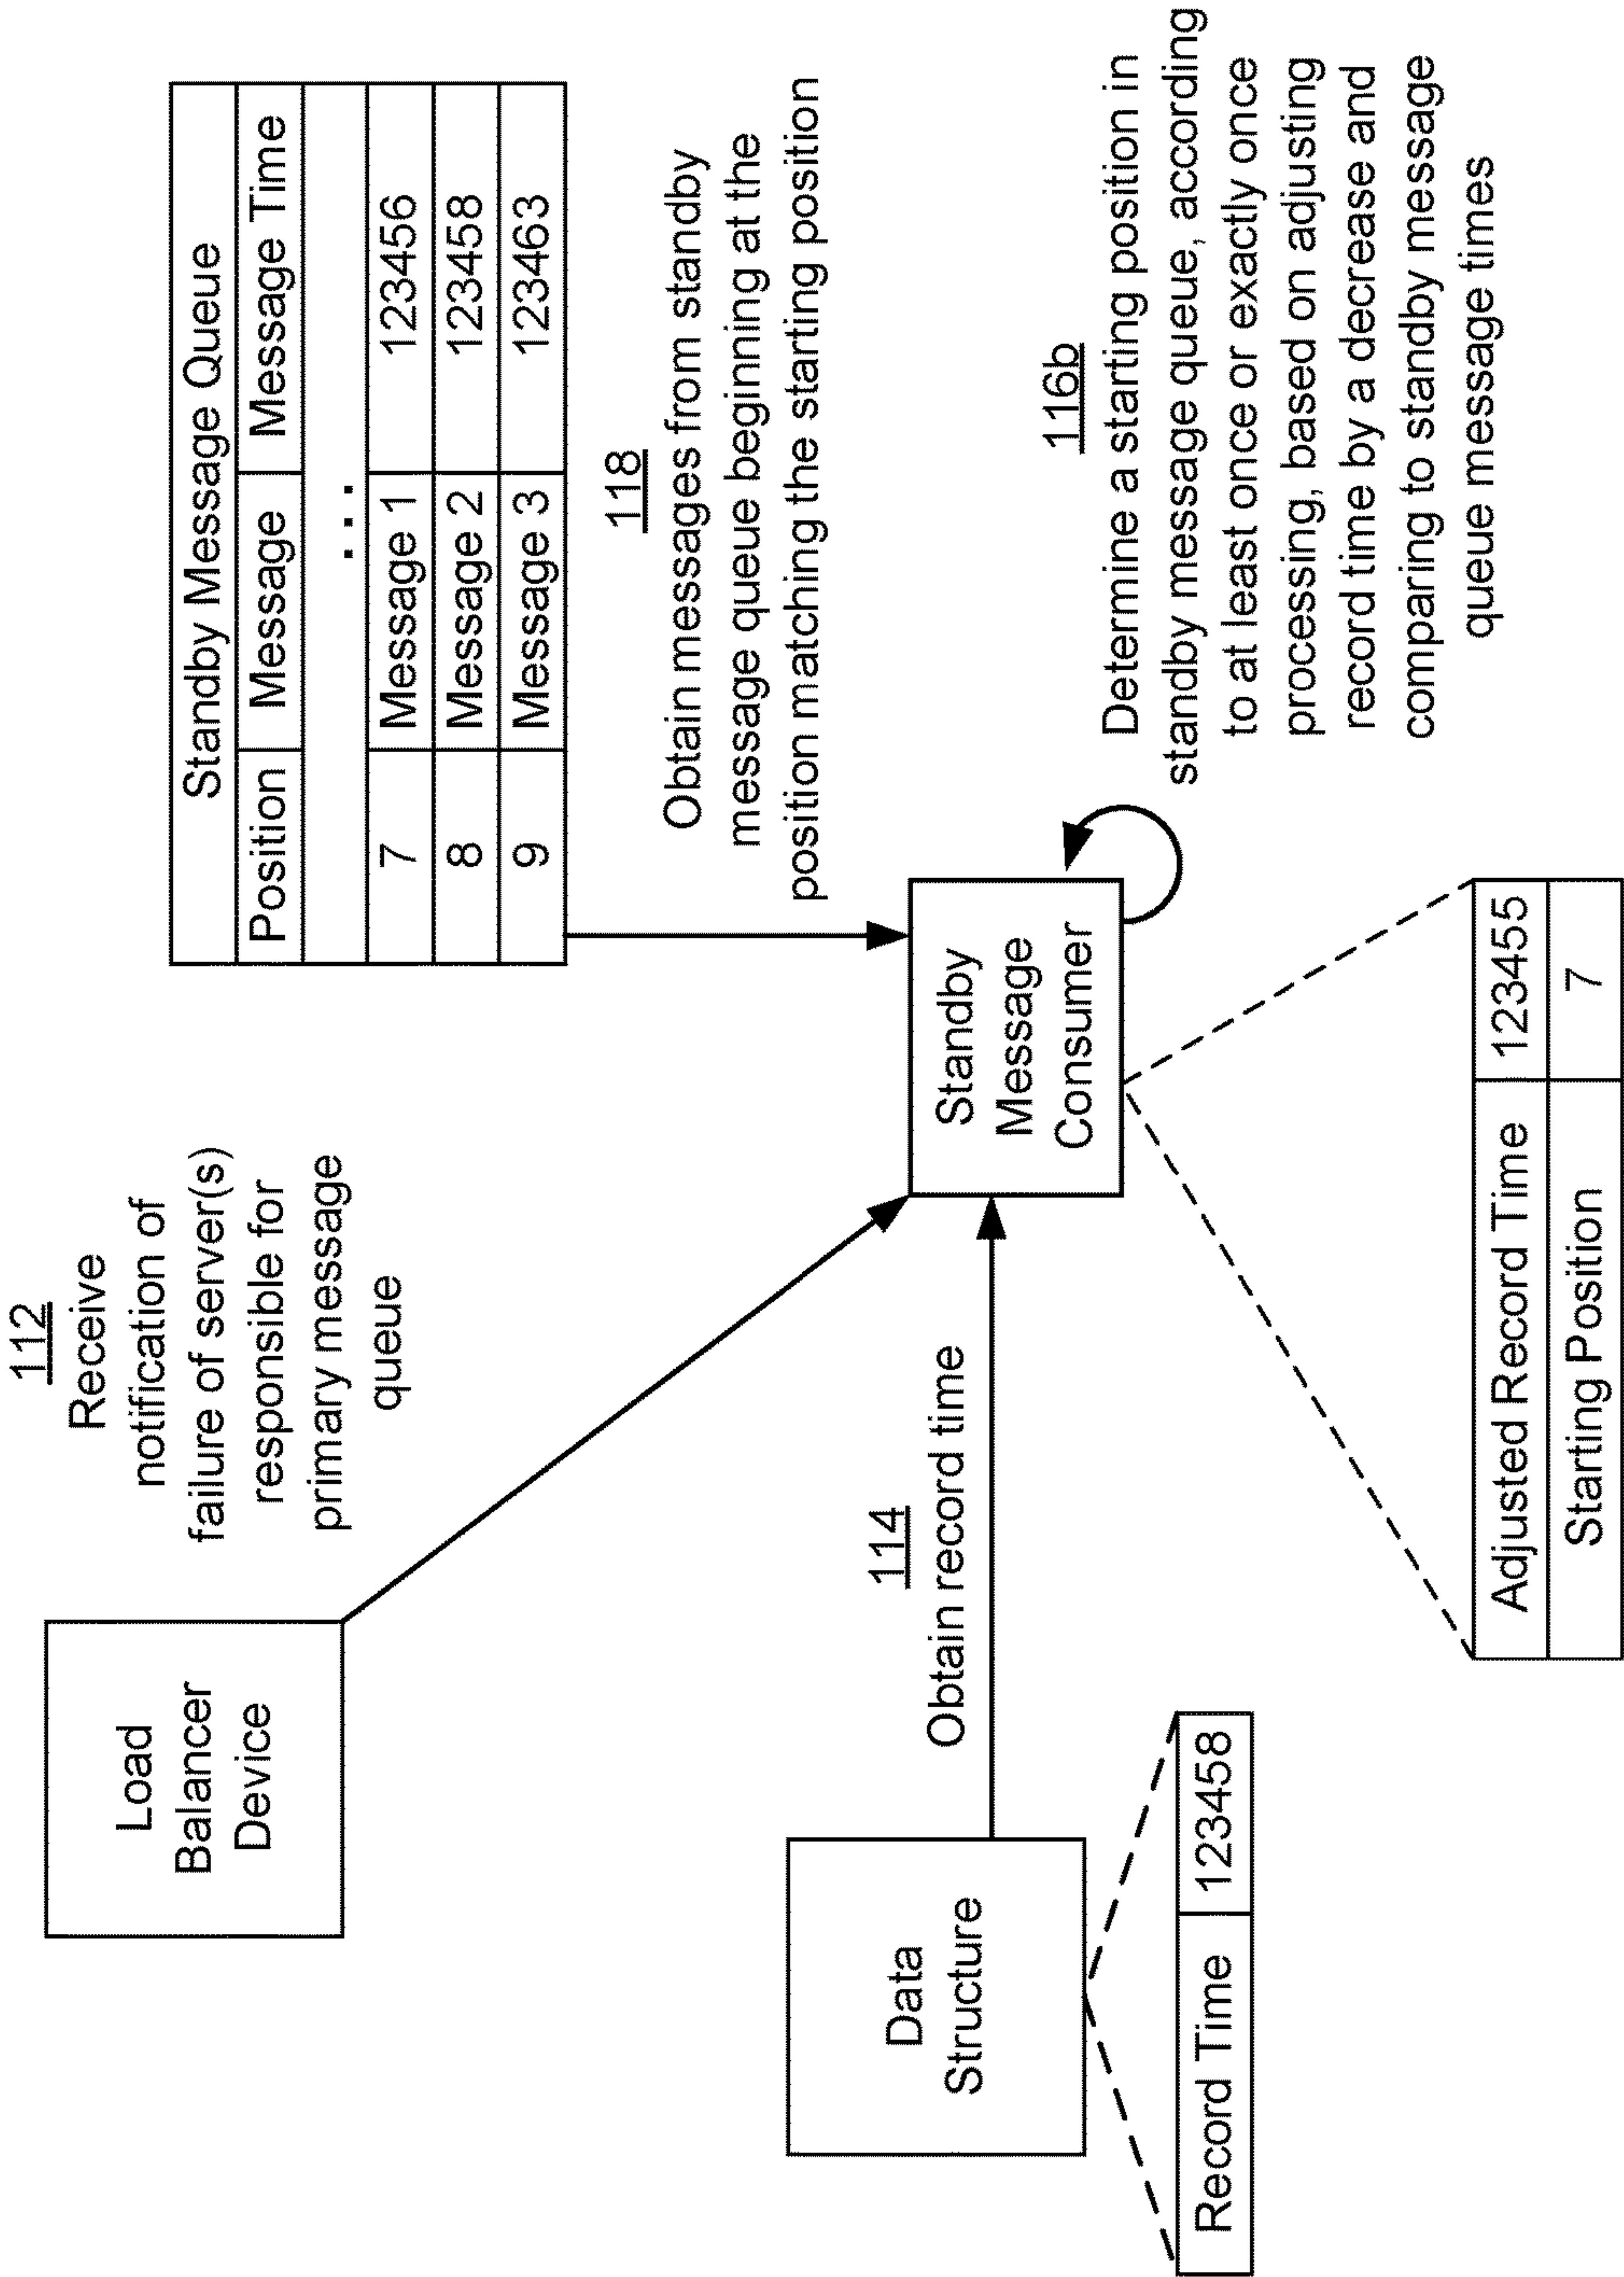 112
Receive
notification of
failure of server(s)
responsible for
primary message
queue
Load
Balancer
Device
Standby Message Queue
Position Message Message Time
...
7 Message 1 123456
8 Message 2 123458
9 Message 3 123463
118
Obtain messages from standby
message queue beginning at the
position matching the starting position
114
Obtain record time
Data
Structure
Record Time 123458
Standby
Message
Consumer
116b
Determine a starting position in
standby message queue, according
to at least once or exactly once
processing, based on adjusting
record time by a decrease and
comparing to standby message
queue message times
Adjusted Record Time 123455
Starting Position 7